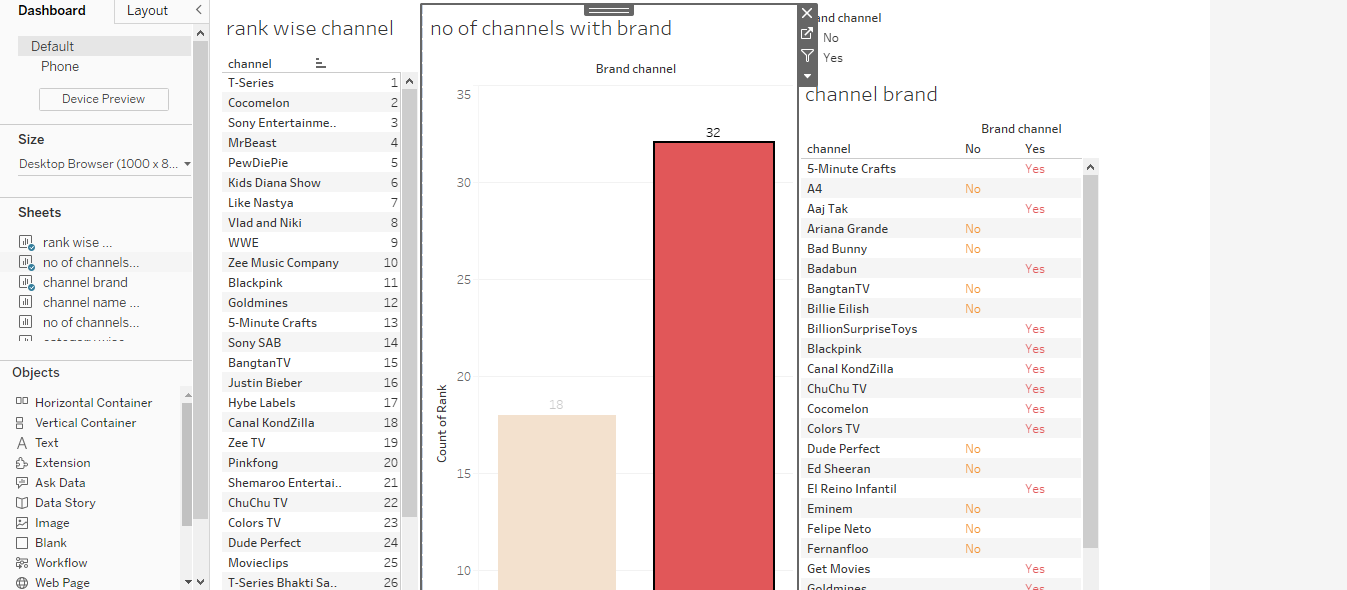 Dashboard
Layout
Default
Phone
Device Preview
Size
Desktop Browser (1000 x 8...
Sheets
rank wise ...
no of channels...
channel brand
channel name ...
no of channels...
Objects
Horizontal Container
Vertical Container
Text
Extension
Ask Data
Data Story
Image
Blank
Workflow
Web Page
rank wise channel
channel
T-Series 1
Cocomelon 2
Sony Entertainme.. 3
MrBeast 4
PewDiePie 5
Kids Diana Show 6
Like Nastya 7
Vlad and Niki 8
WWE 9
Zee Music Company 10
Blackpink 11
Goldmines 12
5-Minute Crafts 13
Sony SAB 14
BangtanTV 15
Justin Bieber 16
Hybe Labels 17
Canal KondZilla 18
Zee TV 19
Pinkfong 20
Shemaroo Entertai.. 21
ChuChu TV 22
Colors TV 23
Dude Perfect 24
Movieclips 25
T-Series Bhakti Sa.. 26
no of channels with brand
Brand channel
35
32
30
25
20
18
15
10
Count of Rank
and channel
No
Yes
channel brand
Brand channel
channel No Yes
5-Minute Crafts Yes
A4 No
Aaj Tak Yes
Ariana Grande No
Bad Bunny No
Badabun Yes
BangtanTV No
Billie Eilish No
BillionSurpriseToys Yes
Blackpink Yes
Canal KondZilla Yes
ChuChu TV Yes
Cocomelon Yes
Colors TV Yes
Dude Perfect No
Ed Sheeran No
El Reino Infantil Yes
Eminem No
Felipe Neto No
Fernanfloo No
Get Movies Yes
Goldmines Yes